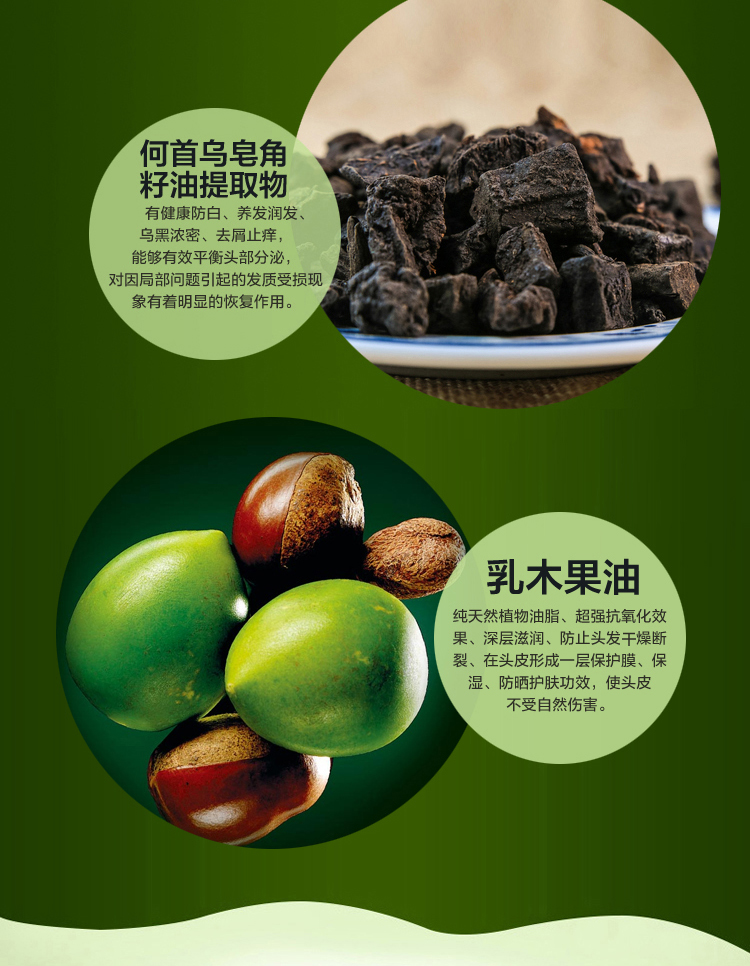 何首乌皂角
籽油提取物
有健康防白、养发润发、
乌黑浓密、去屑止痒，
能够有效平衡头部分泌，
对因局部问题引起的发质受损现
象有着明显的恢复作用。
乳木果油
纯天然植物油脂、超强抗氧化效
果、深层滋润、防止头发干燥断
裂、在头皮形成一层保护膜、保
湿、防晒护肤功效，使头皮
不受自然伤害。